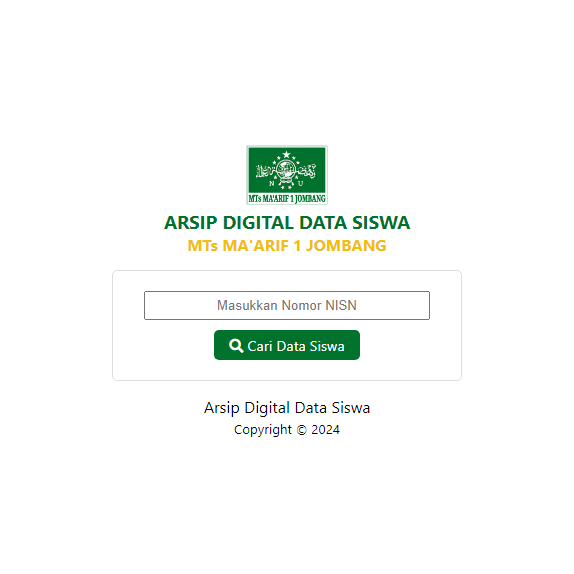 N U
MTs MA'ARIF 1 JOMBANG
ARSIP DIGITAL DATA SISWA
MTs MA'ARIF 1 JOMBANG
Masukkan Nomor NISN
Cari Data Siswa
Arsip Digital Data Siswa
Copyright © 2024